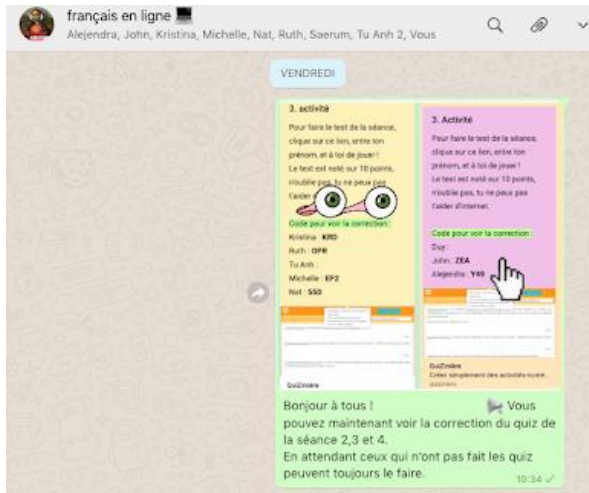 français en ligne
Alejendra, John, Kristina, Michelle, Nat, Ruth, Saerum, Tu Anh 2, Vous
VENDREDI
3. activité
Pour faire le test de la séance,
clique sur ce lien, entre ton
prénom, et à toi de jouer !
Le test est noté sur 10 points,
n'oublie pas, tu ne peux pas
t'aider
Code pour voir la correction :
Kristina : KRD
Ruth : OPR
Tu Anh :
Michelle : EP2
Nat : SSD
QuiZinière
3. Activité
Pour faire le test de la séance,
clique sur ce lien, entre ton
prénom, et à toi de jouer !
Le test est noté sur 10 points,
n'oublie pas, tu ne peux pas
t'aider d'internet.
Code pour voir la correction :
Duy :
John : ZEA
Alejendra : Y49
QuiZinière
Créez simplement des activités numé..
Bonjour à tous ! Vous
pouvez maintenant voir la correction du quiz de
la séance 2,3 et 4.
En attendant ceux qui n'ont pas fait les quiz
peuvent toujours le faire.
10:34